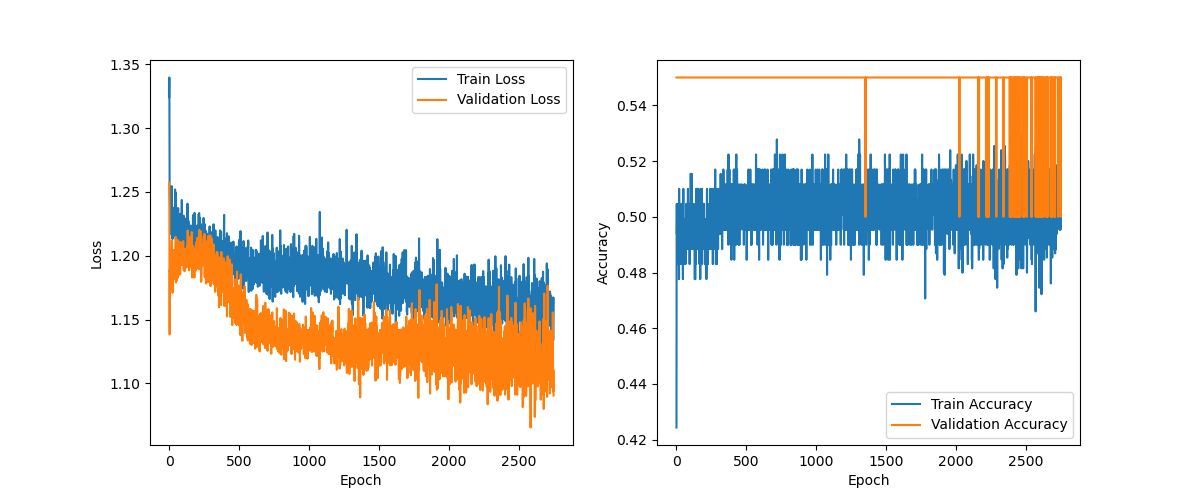 1.35
1.30
1.25
1.20
1.15
1.10
Loss
0 500 1000 1500 2000 2500
Epoch
Train Loss
Validation Loss
0.54
0.52
0.50
0.48
0.46
0.44
0.42
Accuracy
0 500 1000 1500 2000 2500
Epoch
Train Accuracy
Validation Accuracy